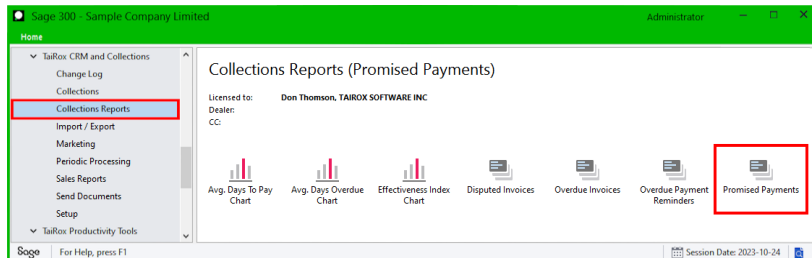 Sage 300 - Sample Company Limited
Administrator
Home
TaiRox CRM and Collections
Change Log
Collections
Collections Reports
Import / Export
Marketing
Periodic Processing
Sales Reports
Send Documents
Setup
TaiRox Productivity Tools
Collections Reports (Promised Payments)
Licensed to: Don Thomson, TAIROX SOFTWARE INC
Dealer:
CC:
Avg. Days To Pay
Chart
Avg. Days Overdue
Chart
Effectiveness Index
Chart
Disputed Invoices
Overdue Invoices
Overdue Payment
Reminders
Promised Payments
Sage
For Help, press F1
Session Date: 2023-10-24